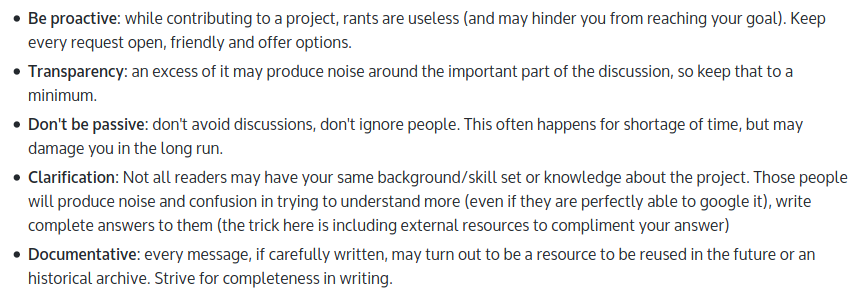 • Be proactive: while contributing to a project, rants are useless (and may hinder you from reaching your goal). Keep
every request open, friendly and offer options.
• Transparency: an excess of it may produce noise around the important part of the discussion, so keep that to a
minimum.
• Don't be passive: don't avoid discussions, don't ignore people. This often happens for shortage of time, but may
damage you in the long run.
• Clarification: Not all readers may have your same background/skill set or knowledge about the project. Those people
will produce noise and confusion in trying to understand more (even if they are perfectly able to google it), write
complete answers to them (the trick here is including external resources to compliment your answer)
• Documentative: every message, if carefully written, may turn out to be a resource to be reused in the future or an
historical archive. Strive for completeness in writing.